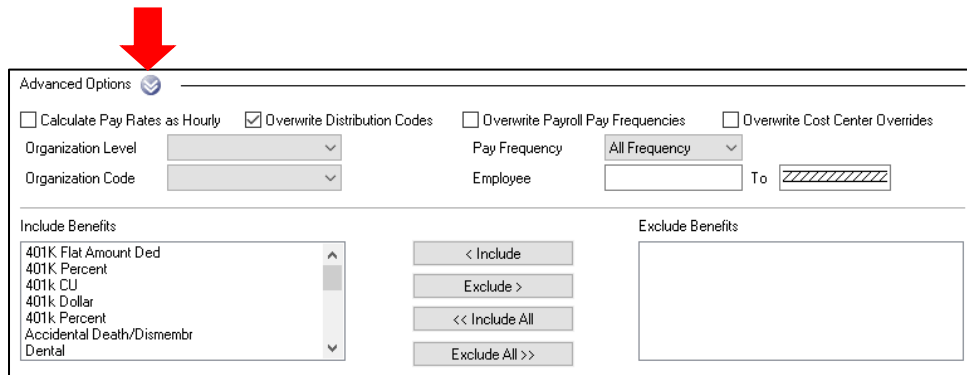 Advanced Options
Calculate Pay Rates as Hourly Overwrite Distribution Codes Overwrite Payroll Pay Frequencies Overwrite Cost Center Overrides
Organization Level Pay Frequency All Frequency
Organization Code Employee To
Include Benefits Exclude Benefits
401K Flat Amount Ded
401K Percent
401k CU
401k Dollar
401k Percent
Accidental Death/Dismembr
Dental
< Include
Exclude >
<< Include All
Exclude All >>